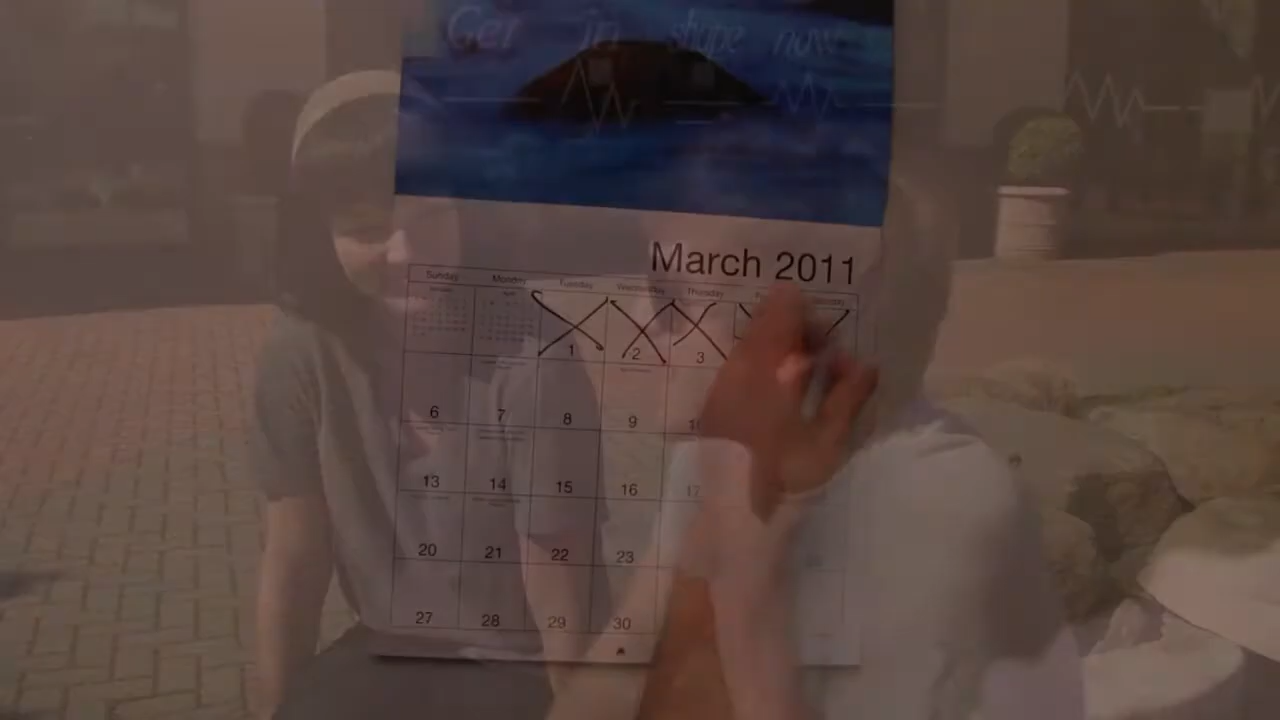 Get in shape now
March 2011
Sunday Monday Tuesday Wednesday Thursday
1 2 3
6 7 8 9
13 14 15 16 17
20 21 22 23
27 28 29 30